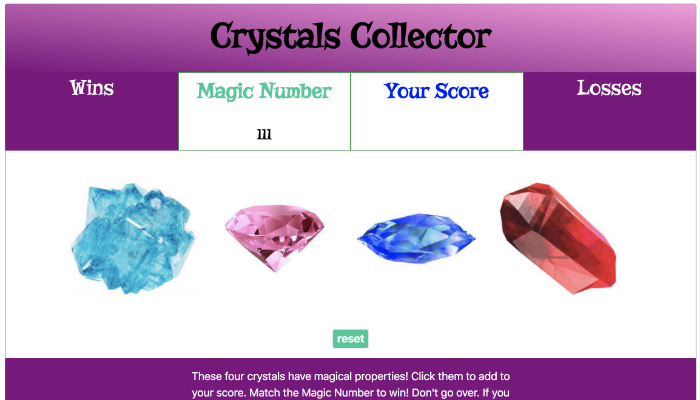 Crystals Collector
Wins
Magic Number
Your Score
Losses
111
reset
These four crystals have magical properties! Click them to add to
your score. Match the Magic Number to win! Don't go over. If you